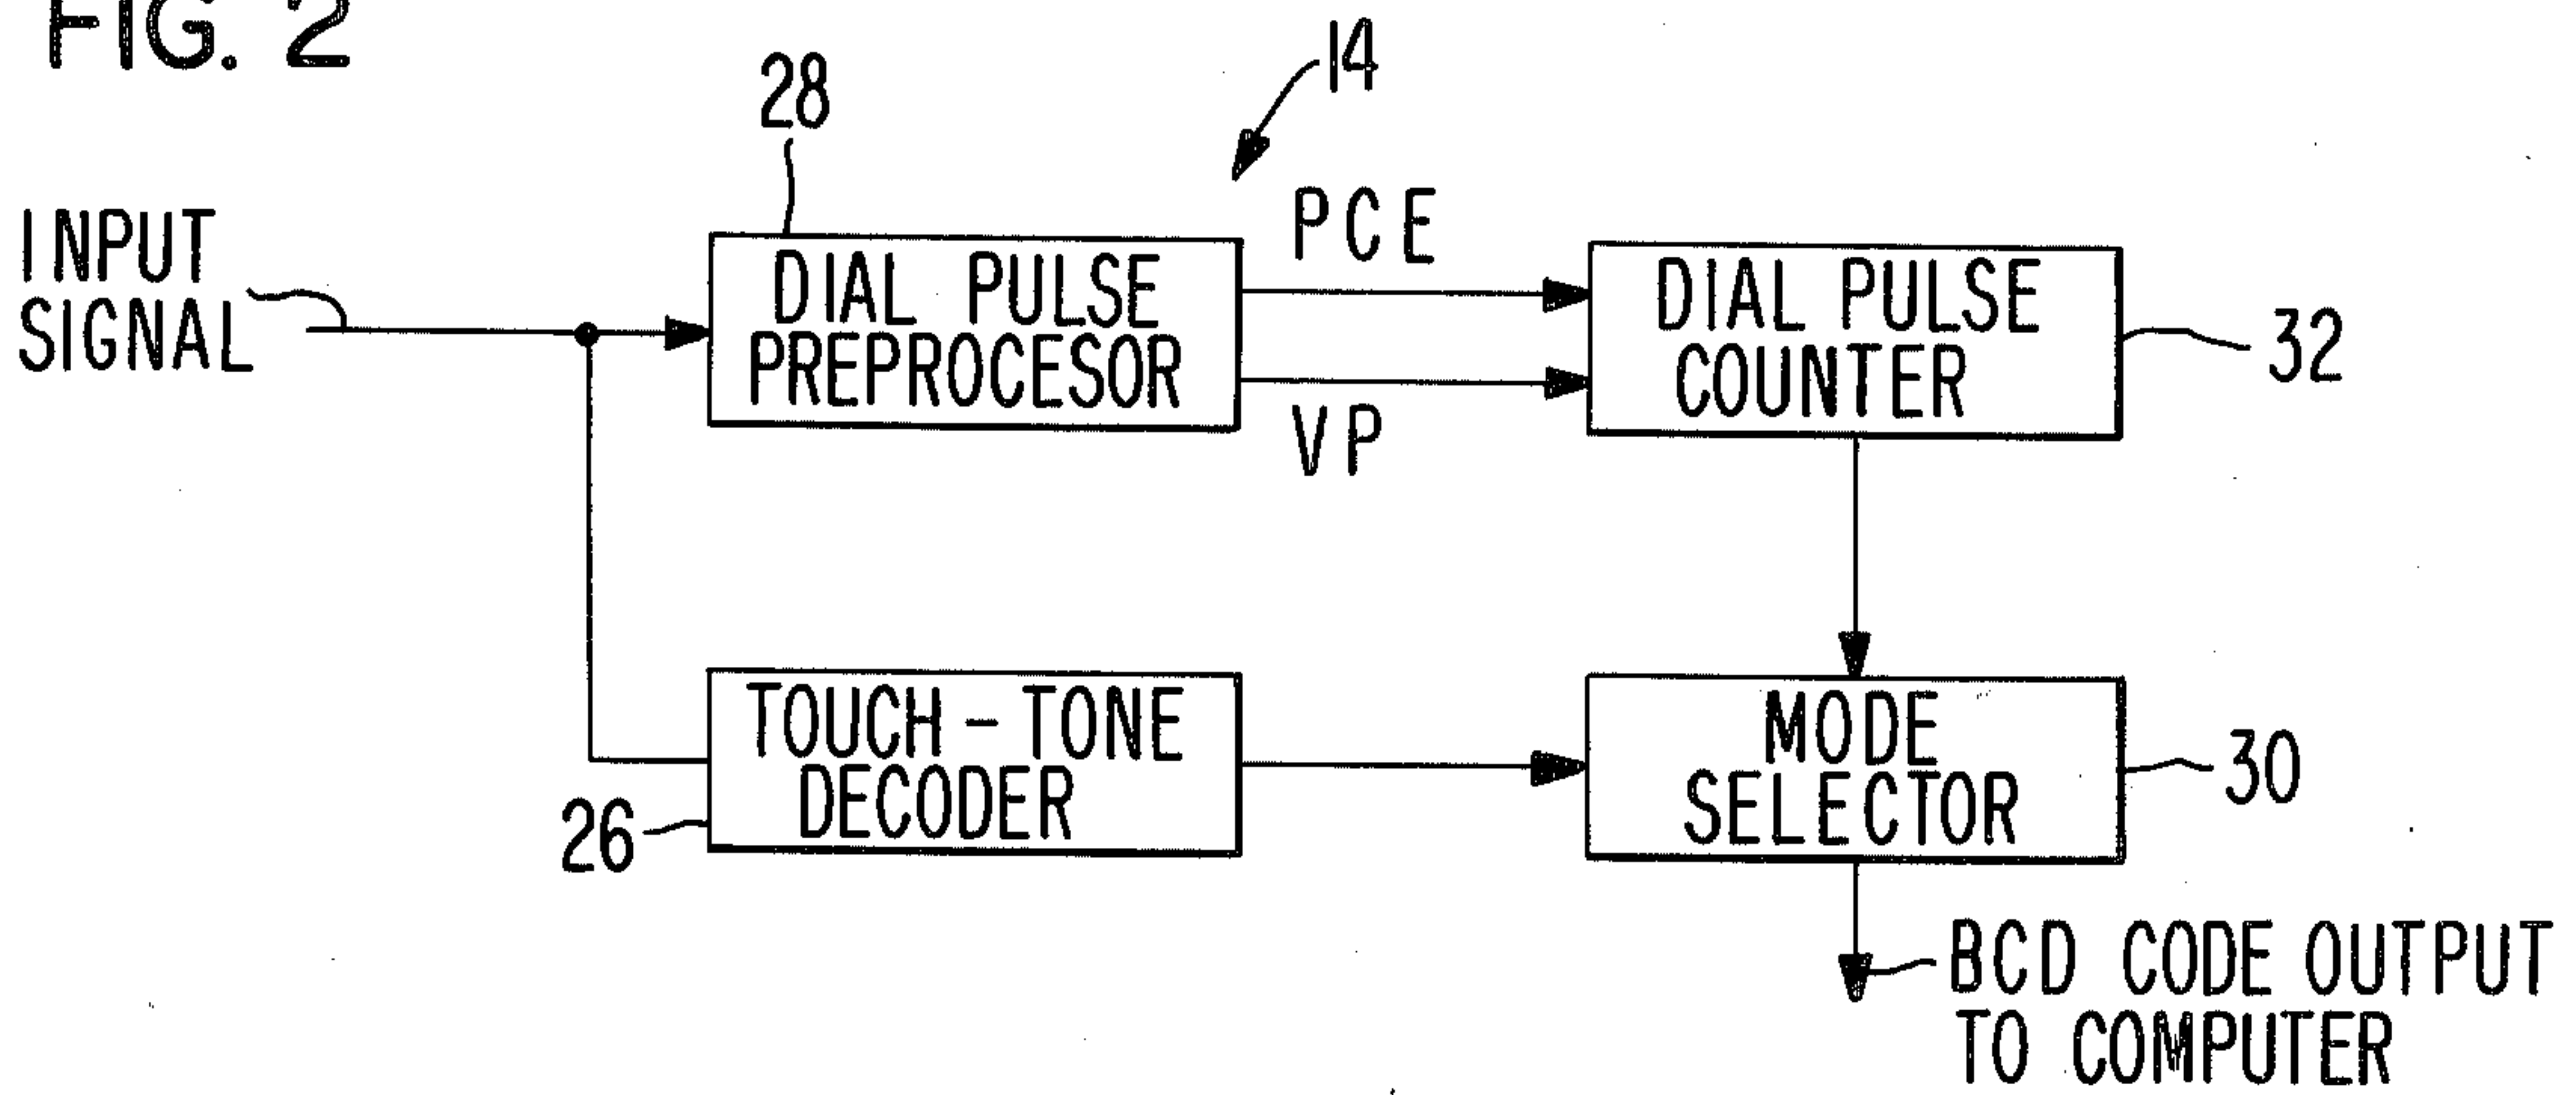 FIG. 2
28
14
INPUT
SIGNAL
DIAL PULSE
PREPROCESOR
PCE
VP
DIAL PULSE
COUNTER
32
TOUCH-TONE
DECODER
26
MODE
SELECTOR
30
BCD CODE OUTPUT
TO COMPUTER